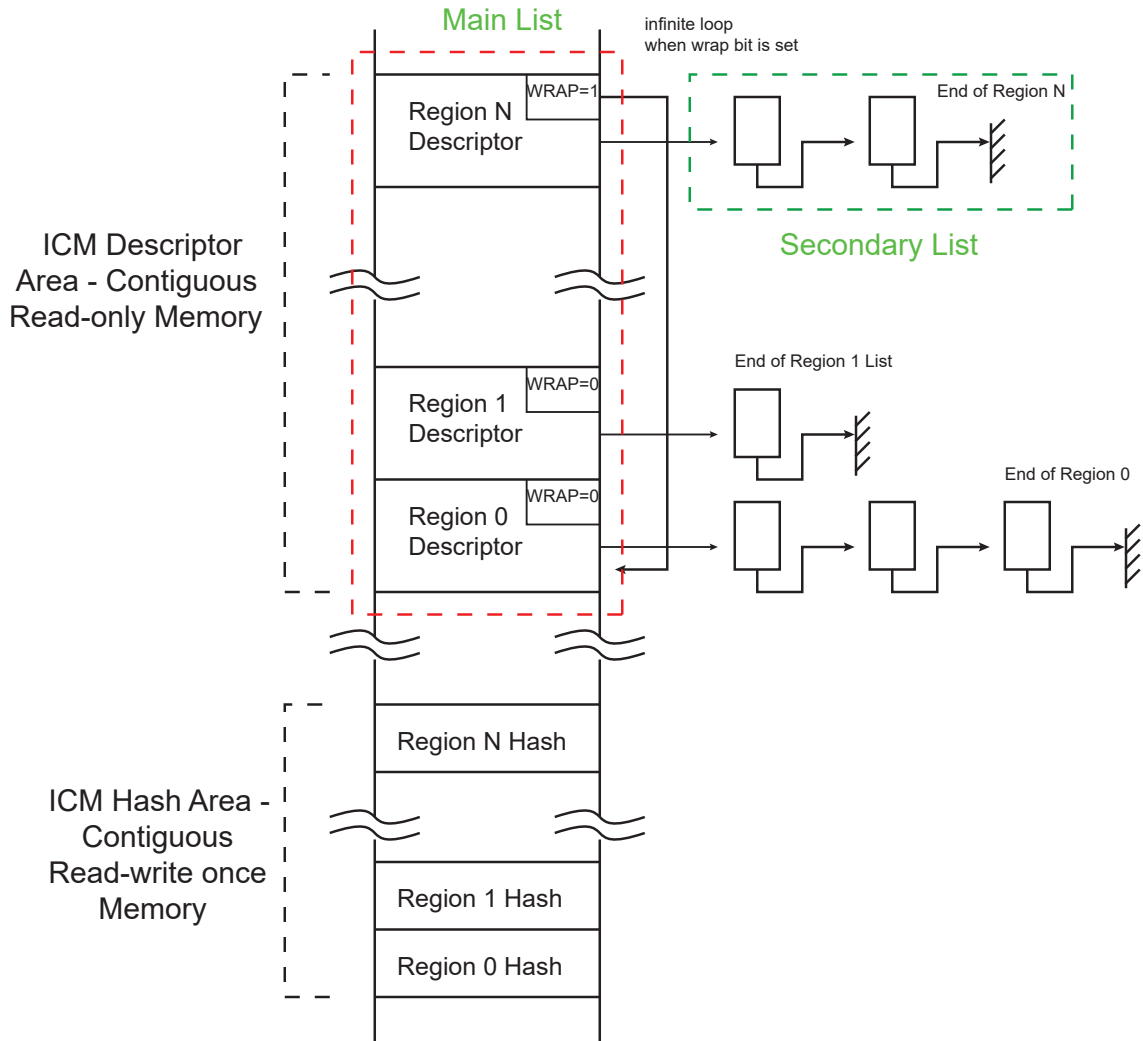 Main List
infinite loop
when wrap bit is set
WRAP=1
End of Region N
Region N
Descriptor
Secondary List
ICM Descriptor
Area - Contiguous
Read-only Memory
End of Region 1 List
WRAP=0
Region 1
Descriptor
End of Region 0
WRAP=0
Region 0
Descriptor
Region N Hash
ICM Hash Area -
Contiguous
Read-write once
Memory
Region 1 Hash
Region 0 Hash